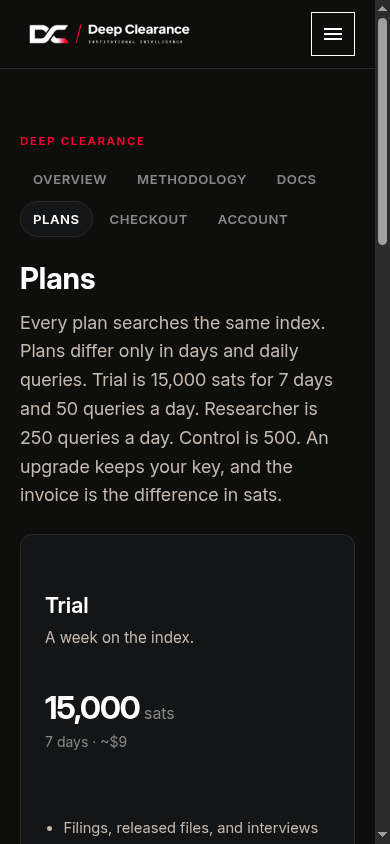 DC / Deep Clearance
INSTITUTIONAL INTELLIGENCE
DEEP CLEARANCE
OVERVIEW METHODOLOGY DOCS
PLANS CHECKOUT ACCOUNT
Plans
Every plan searches the same index.
Plans differ only in days and daily
queries. Trial is 15,000 sats for 7 days
and 50 queries a day. Researcher is
250 queries a day. Control is 500. An
upgrade keeps your key, and the
invoice is the difference in sats.
Trial
A week on the index.
15,000 sats
7 days · ~$9
• Filings, released files, and interviews